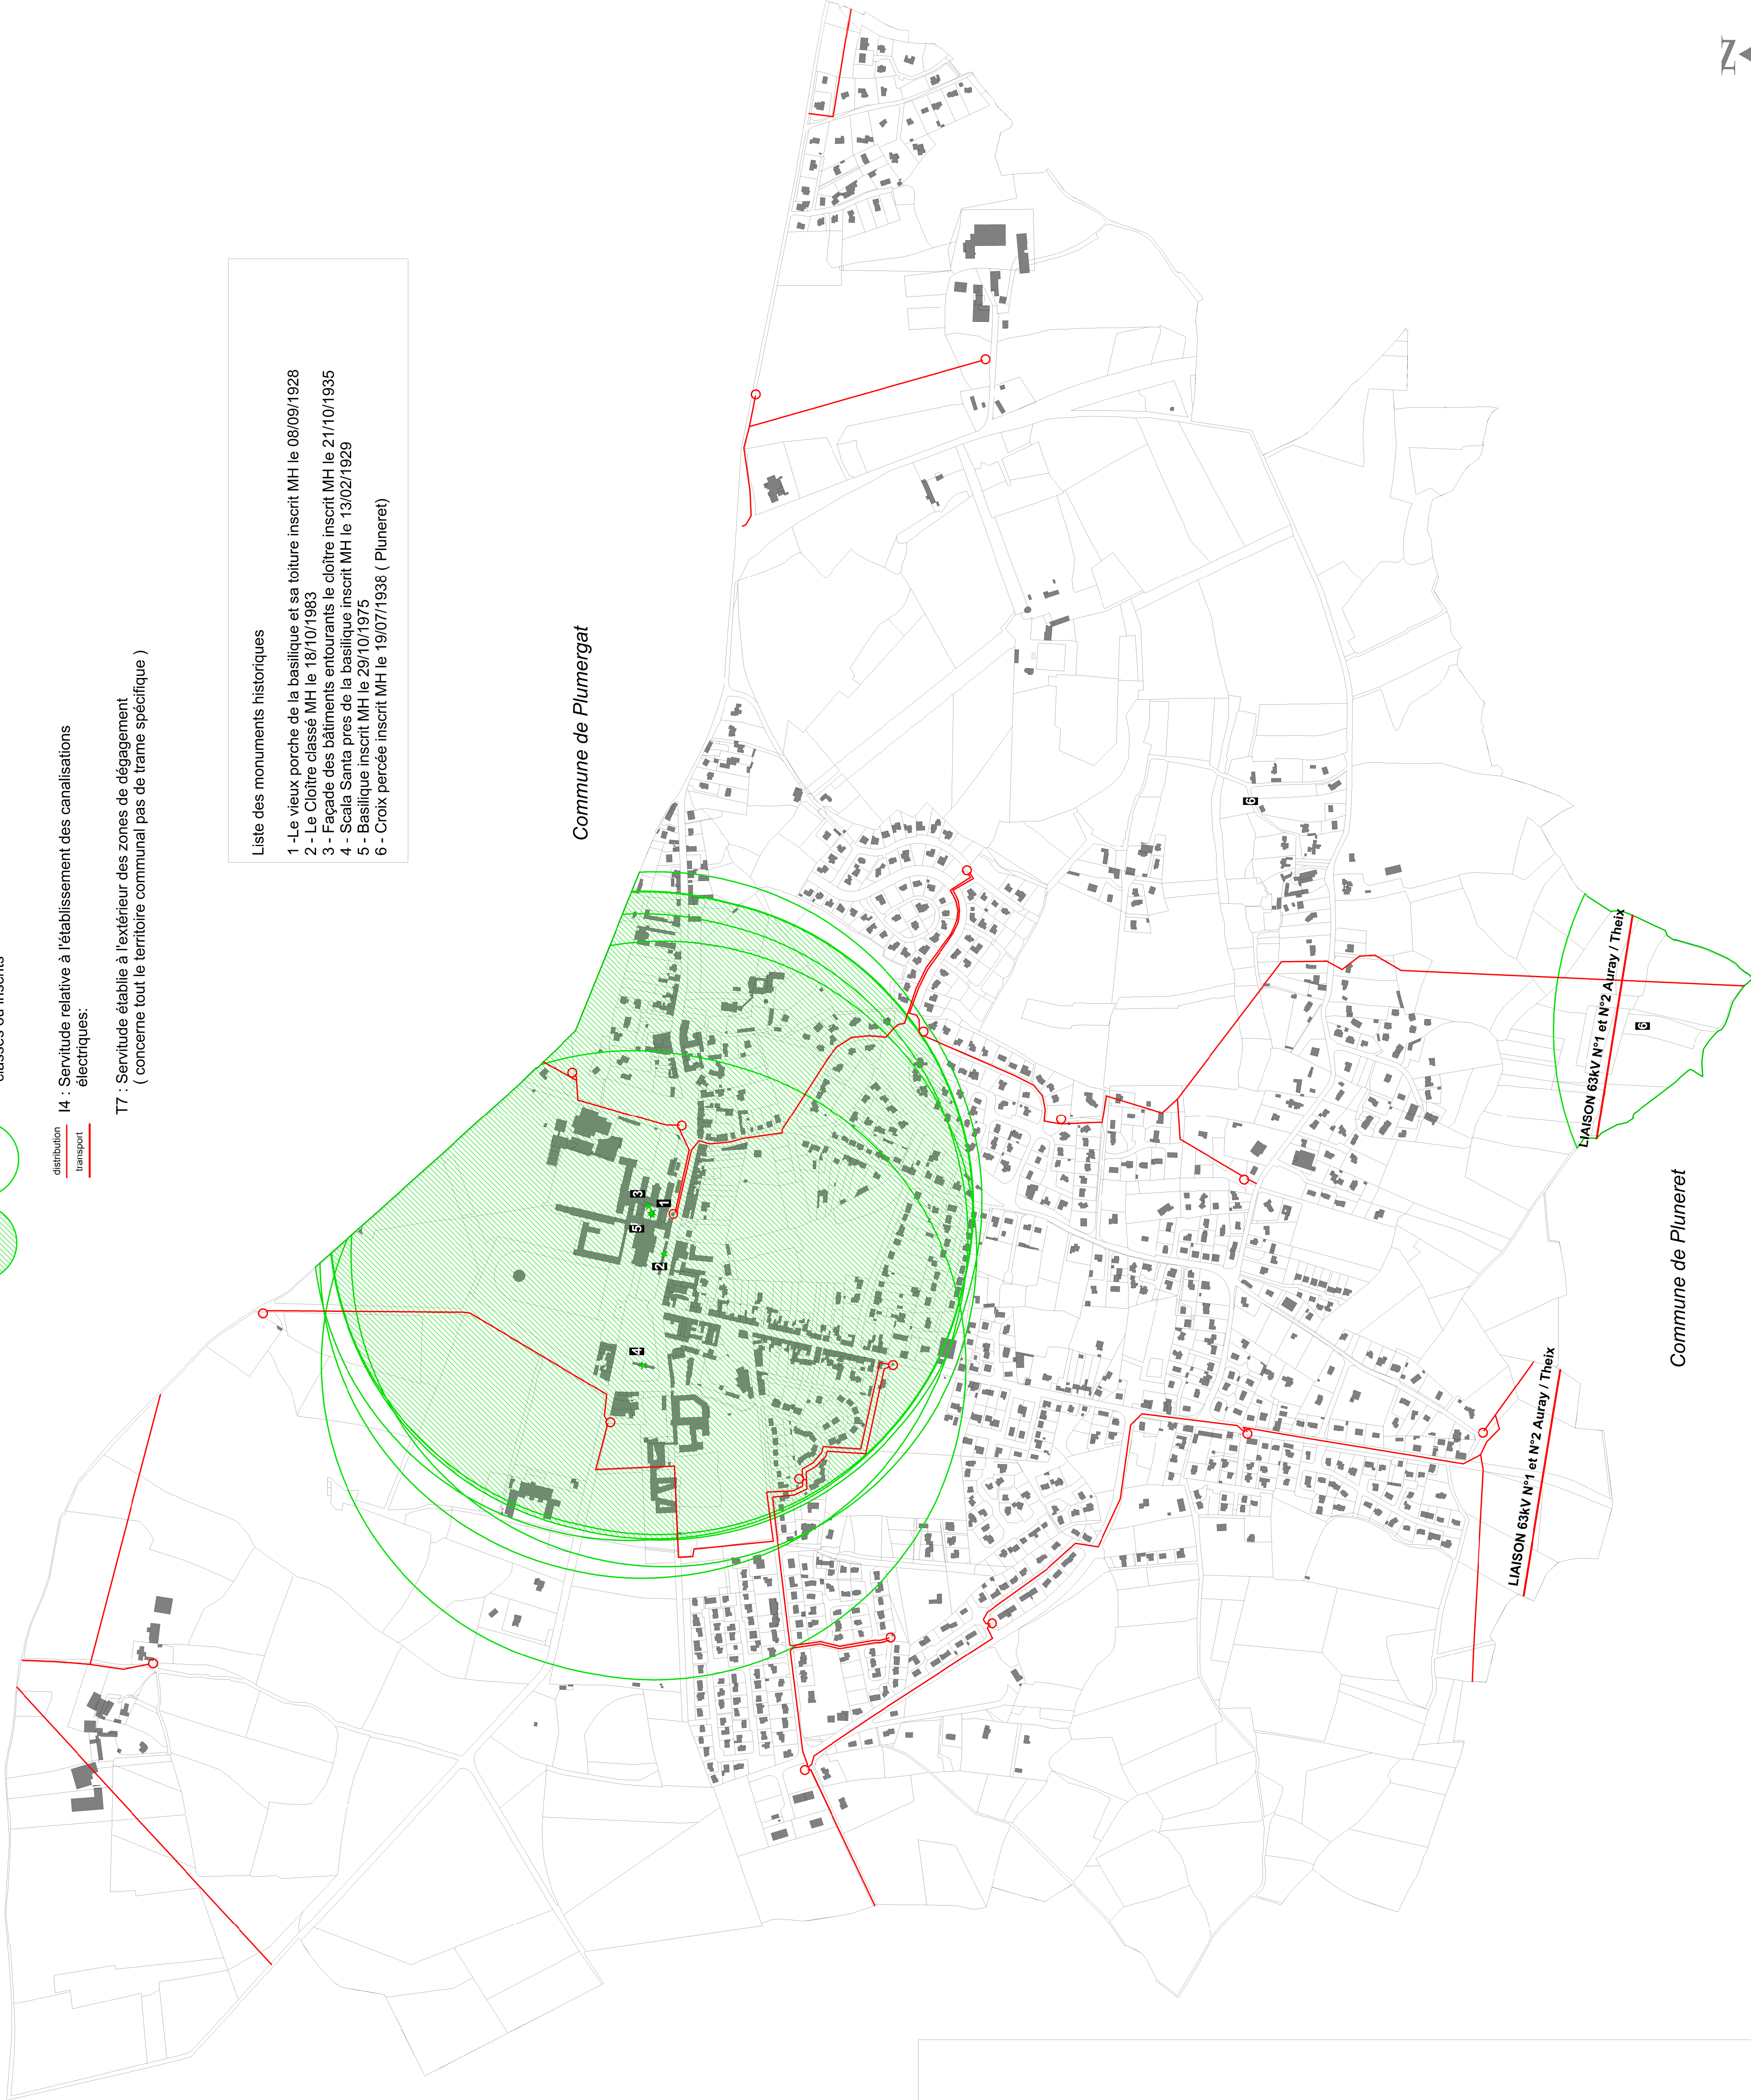 classés ou inscrits
distribution
transport
I4 : Servitude relative à l'établissement des canalisations
électriques:
T7 : Servitude établie à l'extérieur des zones de dégagement
( concerne tout le territoire communal pas de trame spécifique )
Liste des monuments historiques
1 -Le vieux porche de la basilique et sa toiture inscrit MH le 08/09/1928
2 - Le Cloître classé MH le 18/10/1983
3 - Façade des bâtiments entourants le cloître inscrit MH le 21/10/1935
4 - Scala Santa pres de la basilique inscrit MH le 13/02/1929
5 - Basilique inscrit MH le 29/10/1975
6 - Croix percée inscrit MH le 19/07/1938 ( Pluneret)
Commune de Plumergat
N
3
1
5
2
4
6
6
LIAISON 63kV N°1 et N°2 Auray / Theix
LIAISON 63kV N°1 et N°2 Auray / Theix
Commune de Pluneret